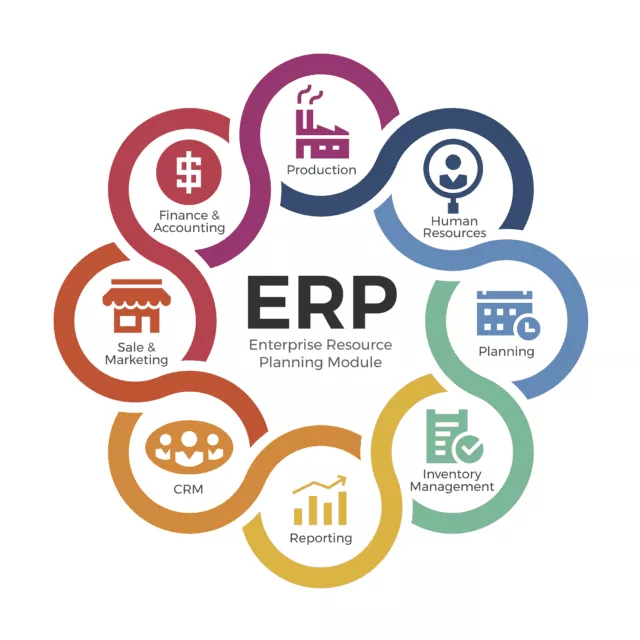 ERP
Enterprise Resource
Planning Module
Production
Human
Resources
Planning
Inventory
Management
Reporting
CRM
Sale &
Marketing
Finance &
Accounting
$